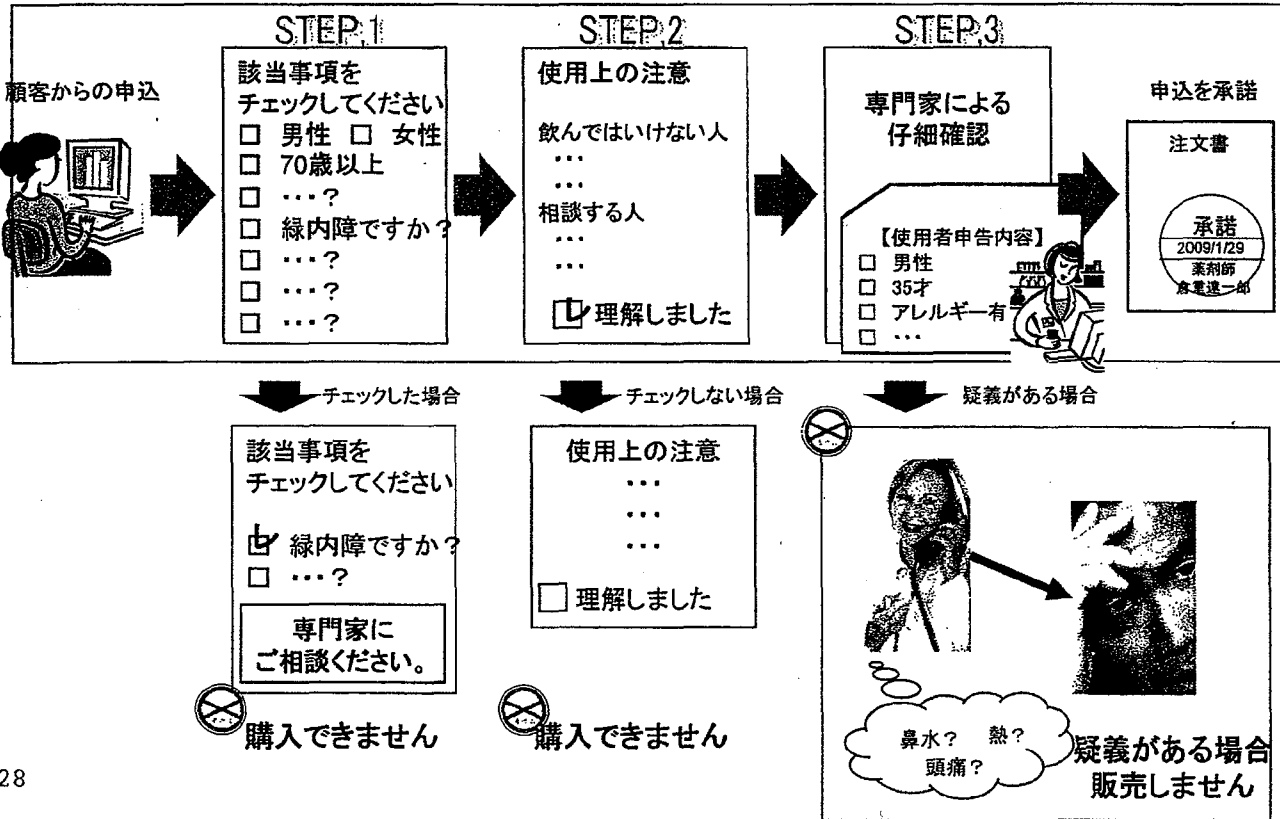 顧客からの申込
STEP,1
該当事項を
チェックしてください
□ 男性 □ 女性
□ 70歳以上
□ …?
□ 緑内障ですか?
□ …?
□ …?
□ …?
STEP,2
使用上の注意
飲んではいけない人
…
…
相談する人
…
…
理解しました
STEP,3
専門家による
仔細確認
【使用者申告内容】
□ 男性
□ 35才
□ アレルギー有
□ …
申込を承諾
注文書
承諾
2009/1/29
薬剤師
チェックした場合
該当事項を
チェックしてください
緑内障ですか?
□ …?
専門家に
ご相談ください。
購入できません
チェックしない場合
使用上の注意
…
…
…
□ 理解しました
購入できません
疑義がある場合
鼻水? 熱?
頭痛?
疑義がある場合
販売しません
28